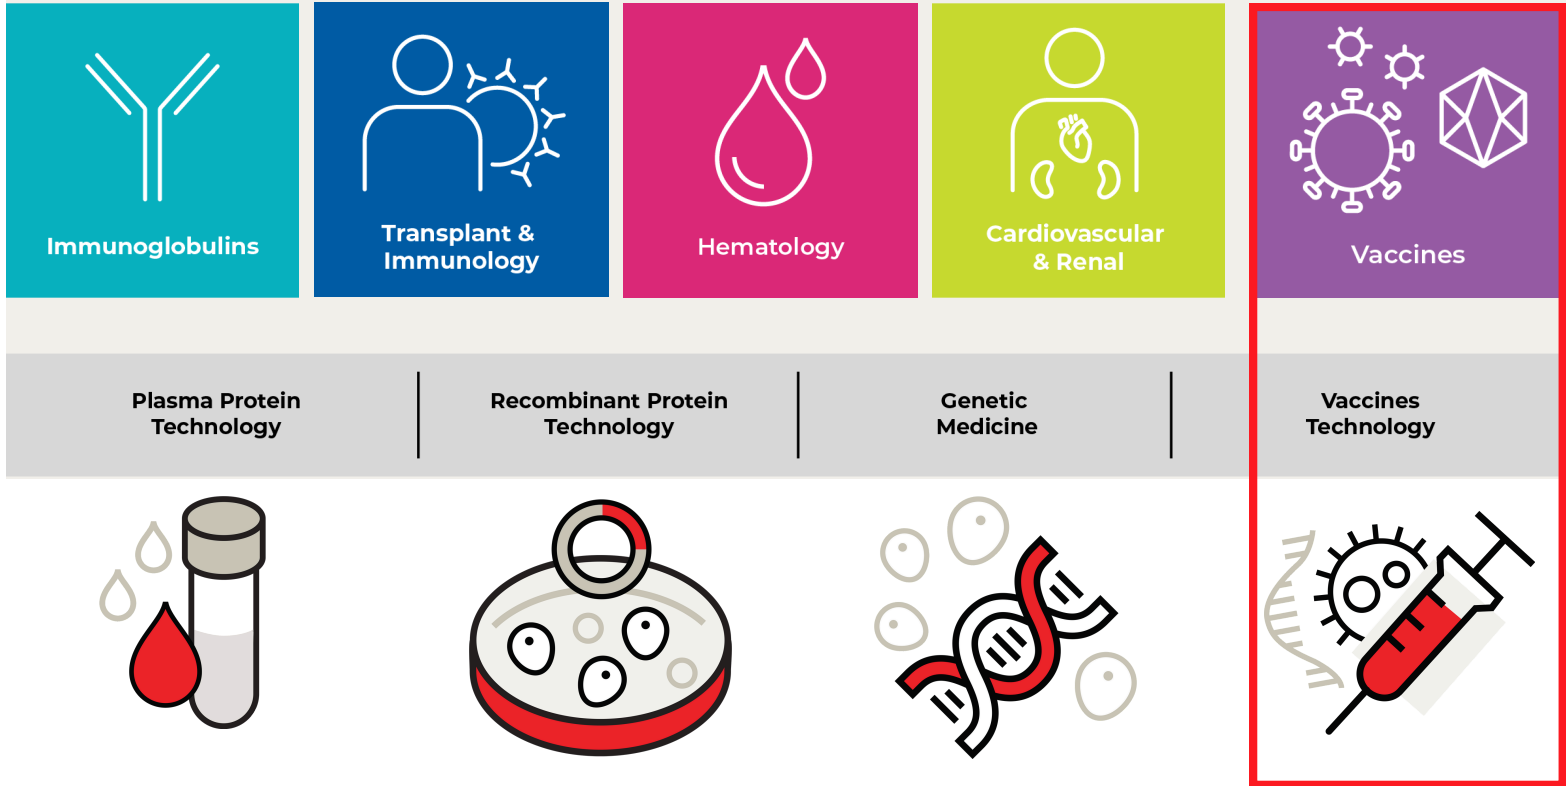 Immunoglobulins
Transplant &
Immunology
Hematology
Cardiovascular
& Renal
Vaccines
Plasma Protein
Technology
Recombinant Protein
Technology
Genetic
Medicine
Vaccines
Technology